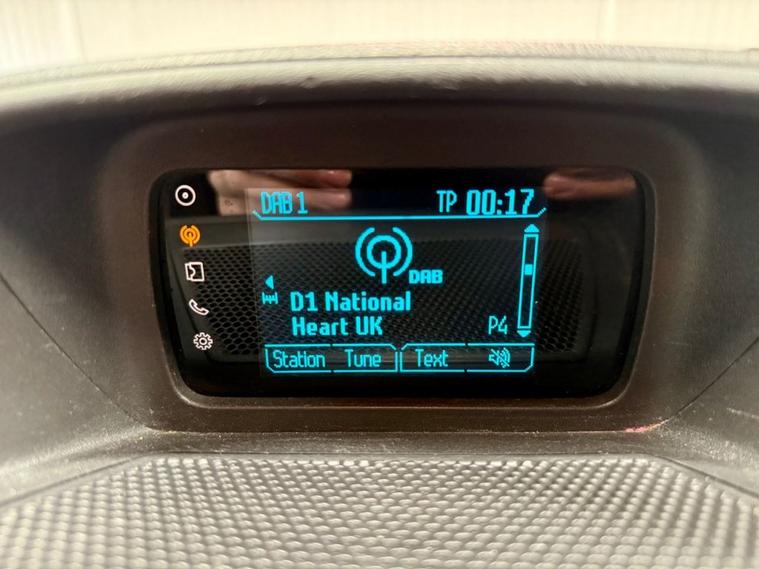 DAB 1 TP 00:17
DAB
D1 National
Heart UK P4
Station Tune Text